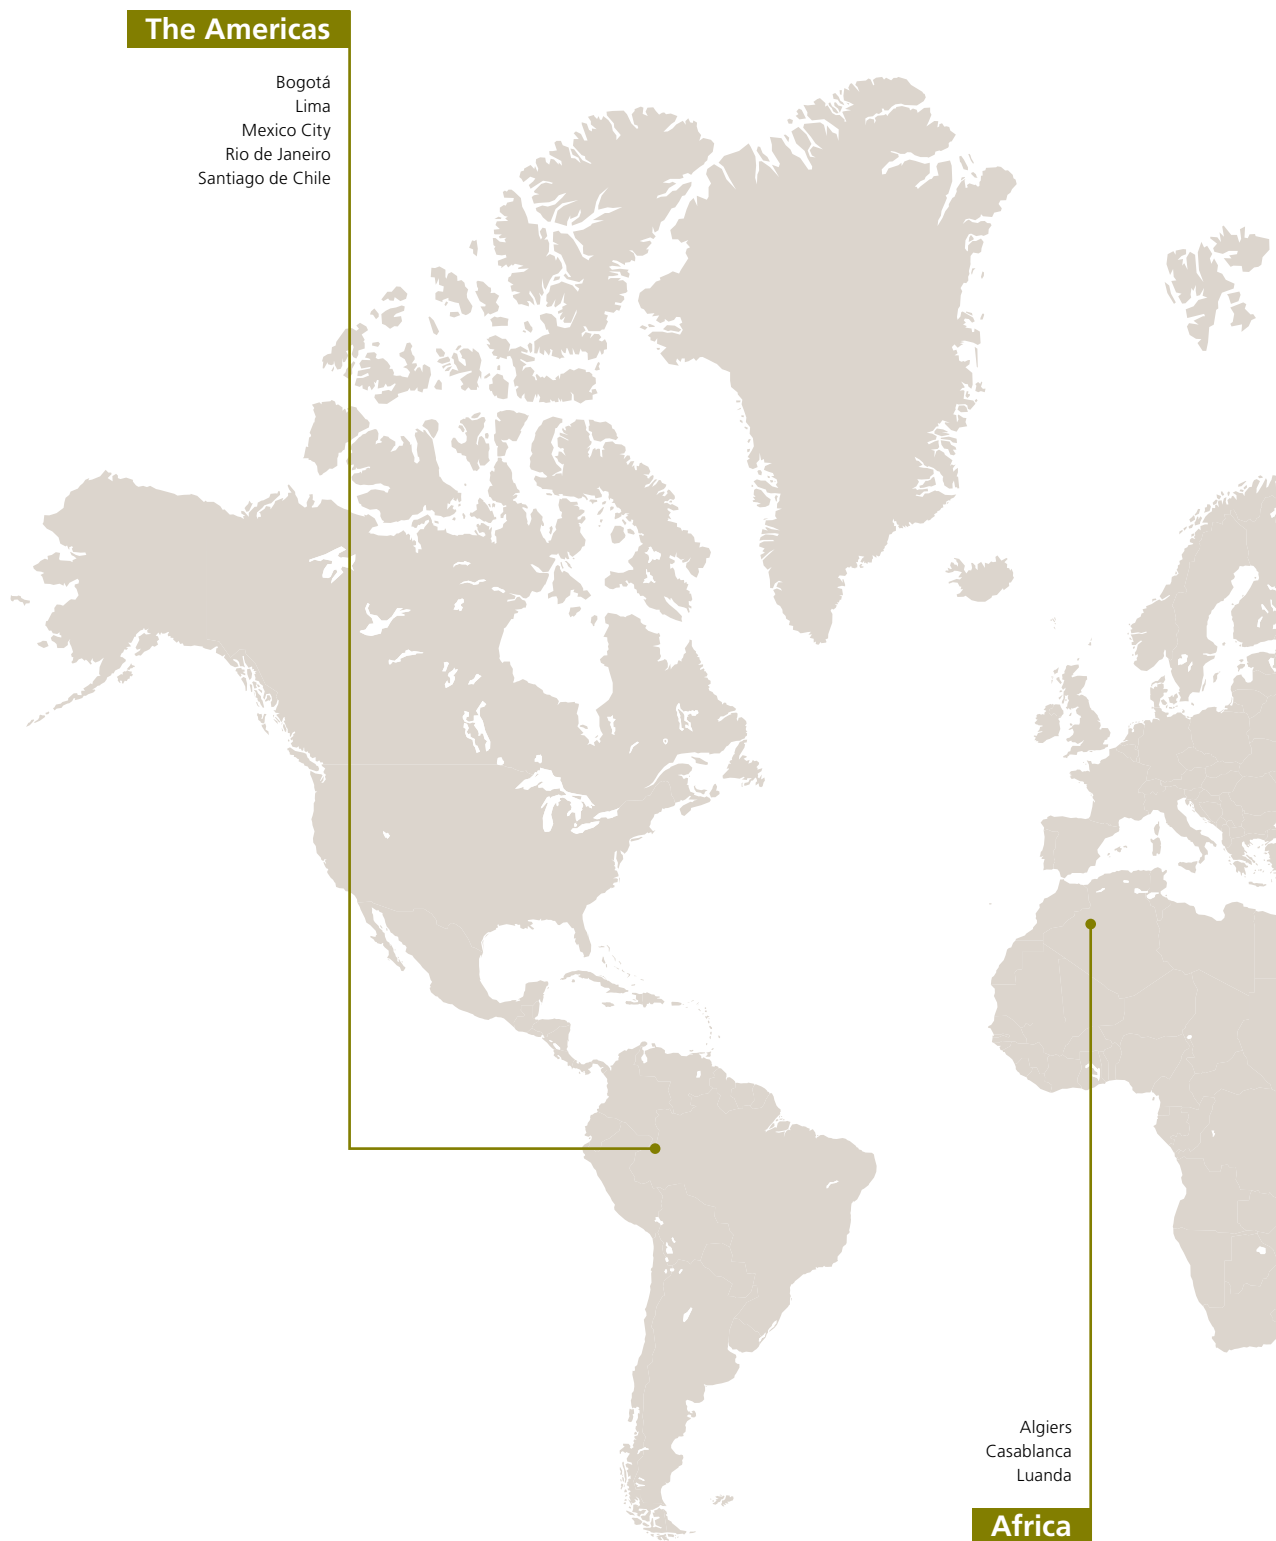 The Americas
Bogotá
Lima
Mexico City
Rio de Janeiro
Santiago de Chile
Algiers
Casablanca
Luanda
Africa